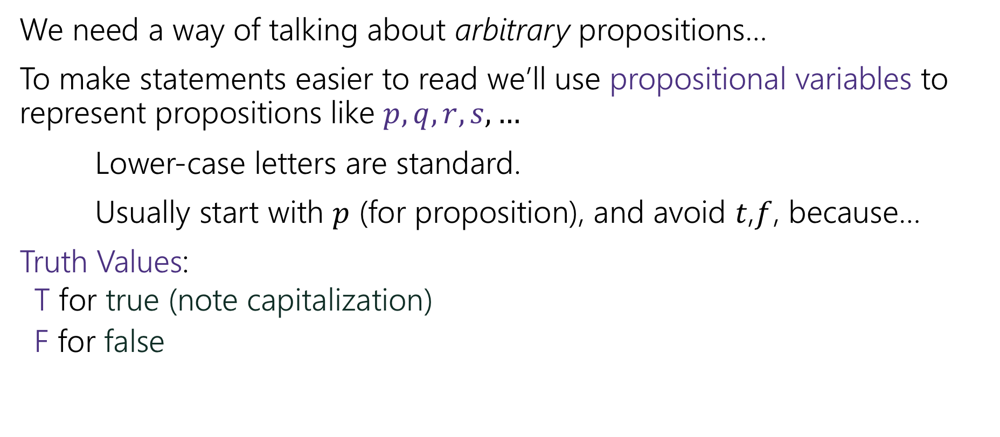 We need a way of talking about arbitrary propositions…
To make statements easier to read we’ll use propositional variables to
represent propositions like p, q, r, s, …
Lower-case letters are standard.
Usually start with p (for proposition), and avoid t,f, because…
Truth Values:
T for true (note capitalization)
F for false